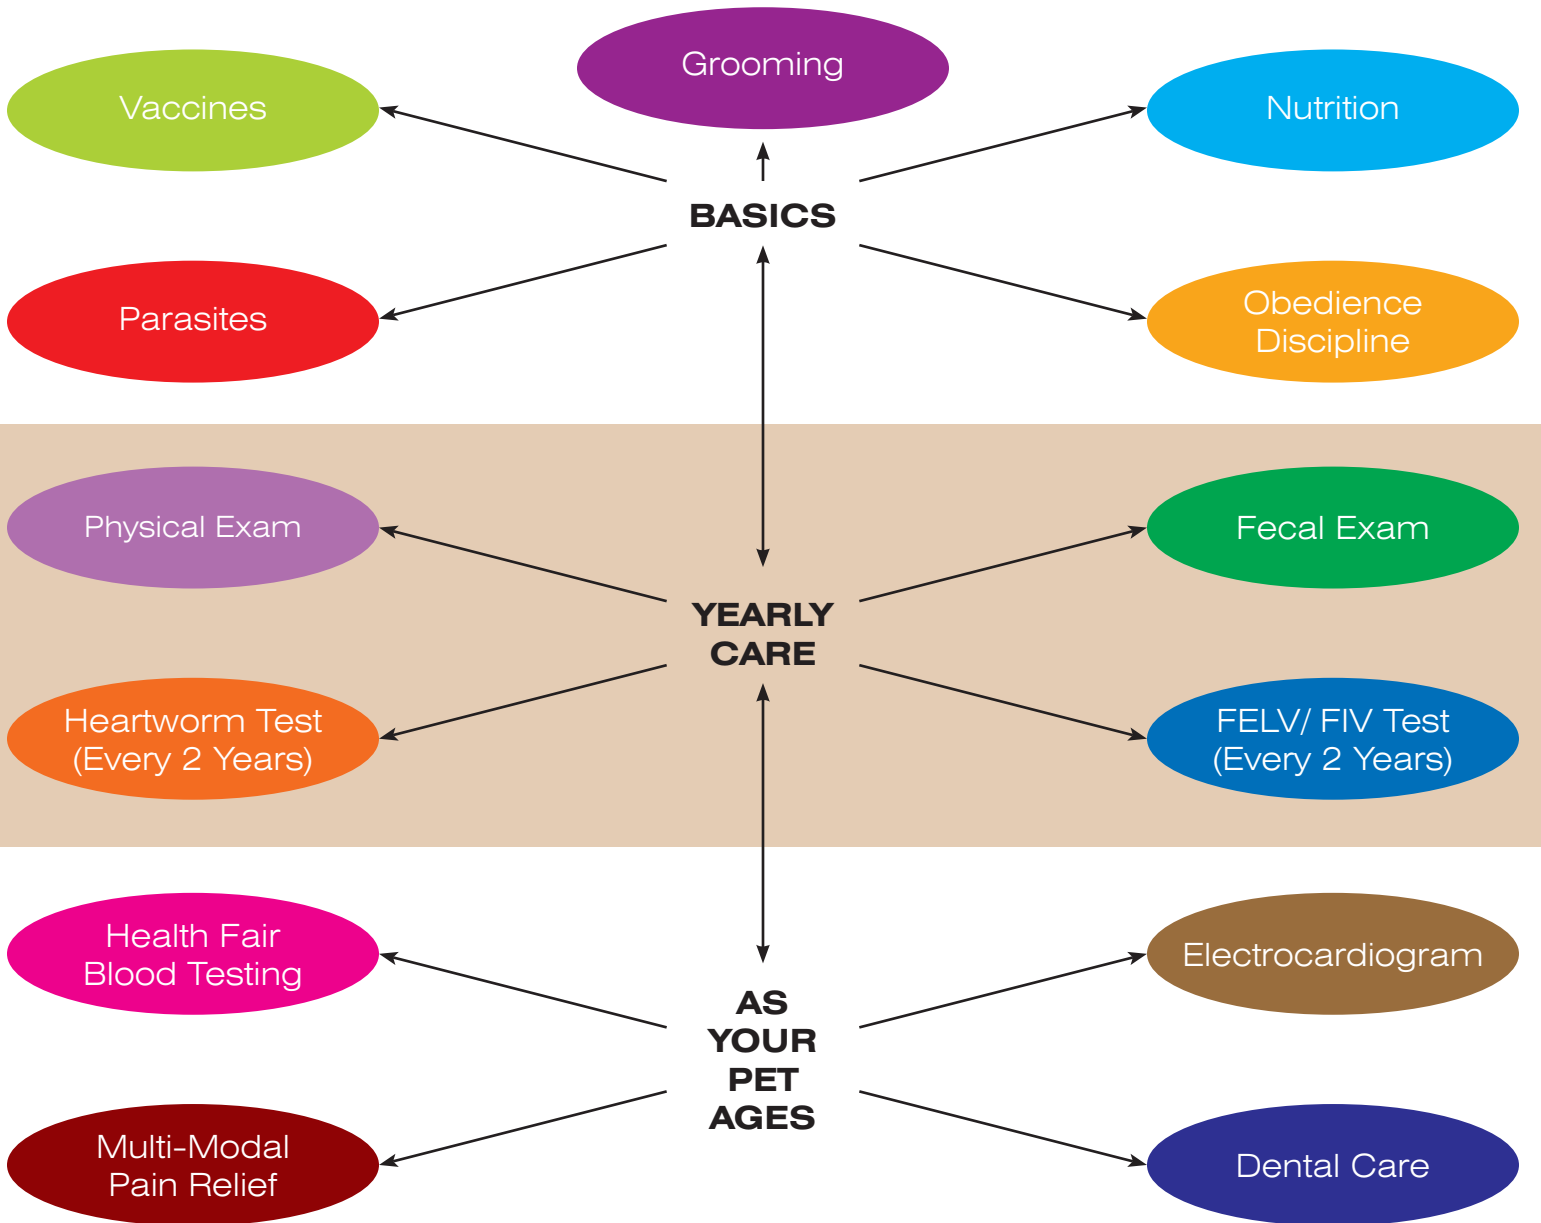 Grooming
Vaccines
Nutrition
BASICS
Parasites
Obedience
Discipline
Physical Exam
Fecal Exam
YEARLY
CARE
Heartworm Test
(Every 2 Years)
FELV/ FIV Test
(Every 2 Years)
Health Fair
Blood Testing
Electrocardiogram
AS
YOUR
PET
AGES
Multi-Modal
Pain Relief
Dental Care